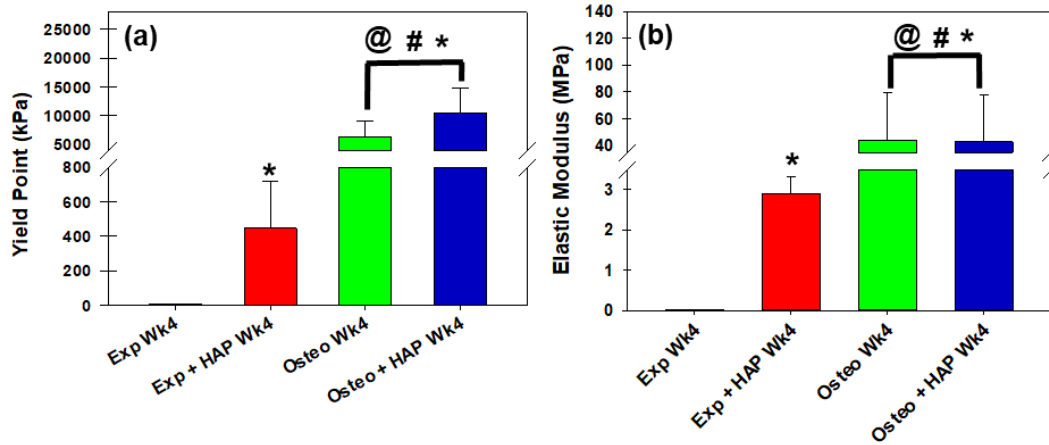 (a)
@ # *
*
Yield Point (kPa)
25000
20000
15000
10000
5000
800
600
400
200
0
Exp Wk4
Exp + HAP Wk4
Osteo Wk4
Osteo + HAP Wk4
(b)
@ # *
*
Elastic Modulus (MPa)
140
120
100
80
60
40
3
2
1
0
Exp Wk4
Exp + HAP Wk4
Osteo Wk4
Osteo + HAP Wk4